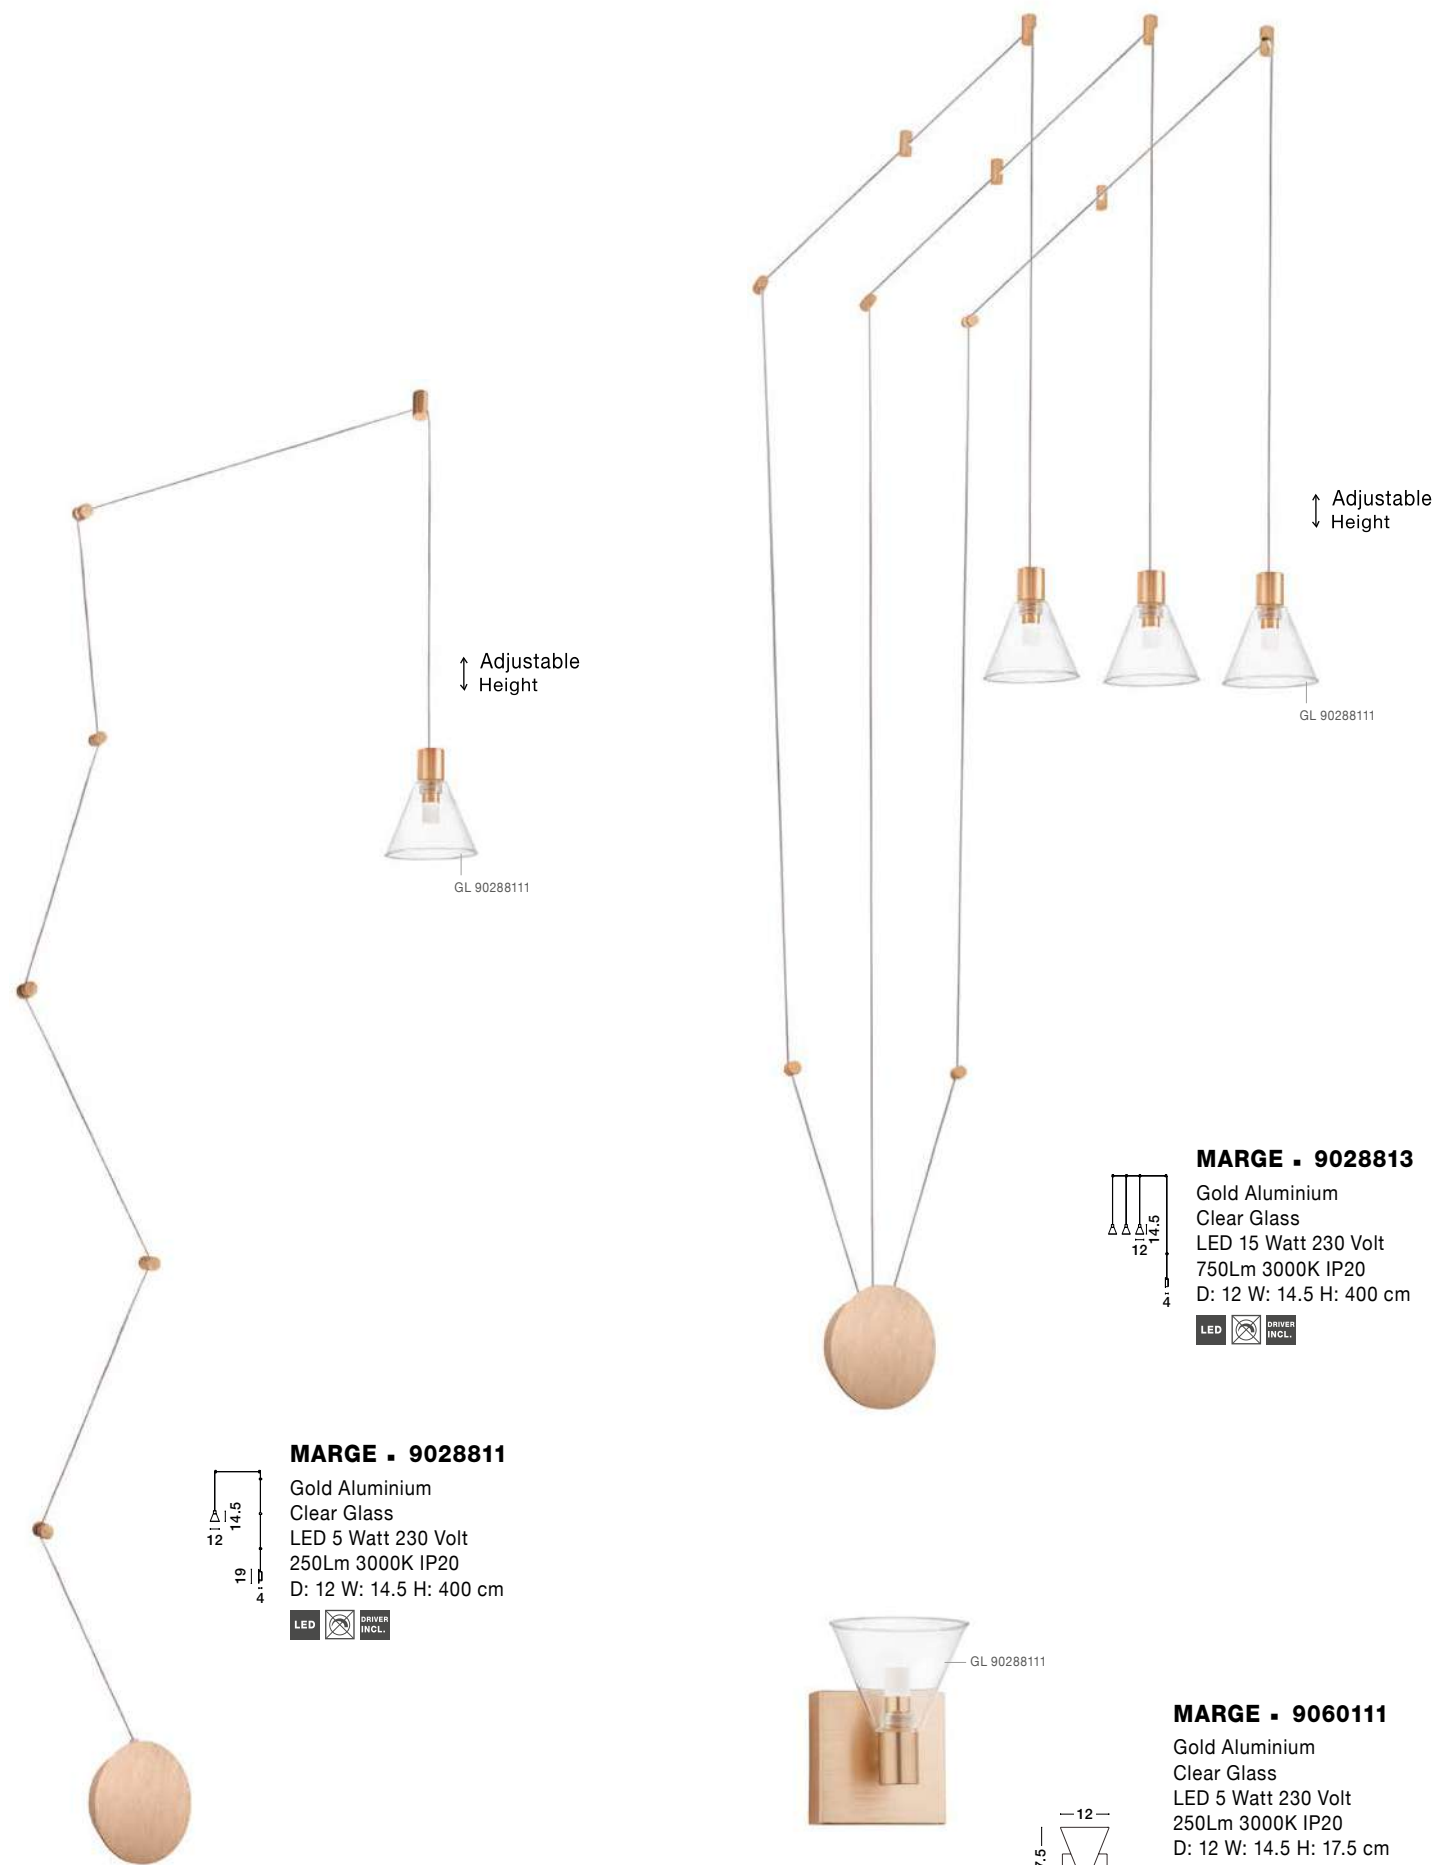 Adjustable
Height
GL 90288111
Adjustable
Height
GL 90288111
MARGE ▪ 9028813
Gold Aluminium
Clear Glass
LED 15 Watt 230 Volt
750Lm 3000K IP20
D: 12 W: 14.5 H: 400 cm
LED
DRIVER
INCL.
14.5
12
4
MARGE ▪ 9028811
Gold Aluminium
Clear Glass
LED 5 Watt 230 Volt
250Lm 3000K IP20
D: 12 W: 14.5 H: 400 cm
LED
DRIVER
INCL.
14.5
12
19
4
GL 90288111
MARGE ▪ 9060111
Gold Aluminium
Clear Glass
LED 5 Watt 230 Volt
250Lm 3000K IP20
D: 12 W: 14.5 H: 17.5 cm
12